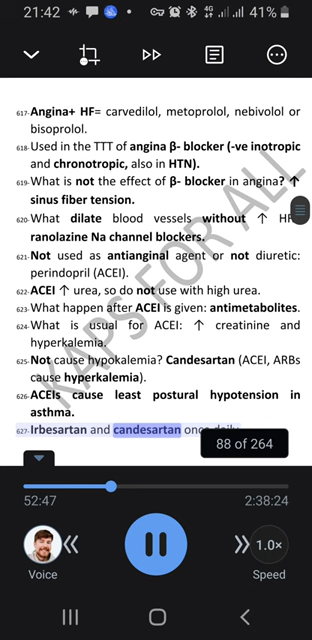 21:42
4G
41%
617- Angina+ HF= carvedilol, metoprolol, nebivolol or
bisoprolol.
618- Used in the TTT of angina β- blocker (-ve inotropic
and chronotropic, also in HTN).
619- What is not the effect of β- blocker in angina? ↑
sinus fiber tension.
620- What dilate blood vessels without ↑ HR
ranolazine Na channel blockers.
621- Not used as antianginal agent or not diuretic:
perindopril (ACEI).
622- ACEI ↑ urea, so do not use with high urea.
623- What happen after ACEI is given: antimetabolites.
624- What is usual for ACEI: ↑ creatinine and
hyperkalemia.
625- Not cause hypokalemia? Candesartan (ACEI, ARBs
cause hyperkalemia).
626- ACEIs cause least postural hypotension in
asthma.
627- Irbesartan and candesartan once daily
KAPS FOR ALL
88 of 264
52:47
2:38:24
1.0×
Voice
Speed